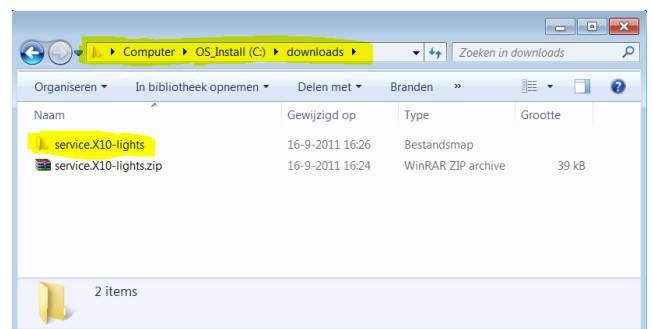 Computer OS_Install (C:) downloads Zoeken in downloads
Organiseren In bibliotheek opnemen Delen met Branden »
Naam Gewijzigd op Type Grootte
service.X10-lights 16-9-2011 16:26 Bestandsmap
service.X10-lights.zip 16-9-2011 16:24 WinRAR ZIP archive 39 kB
2 items